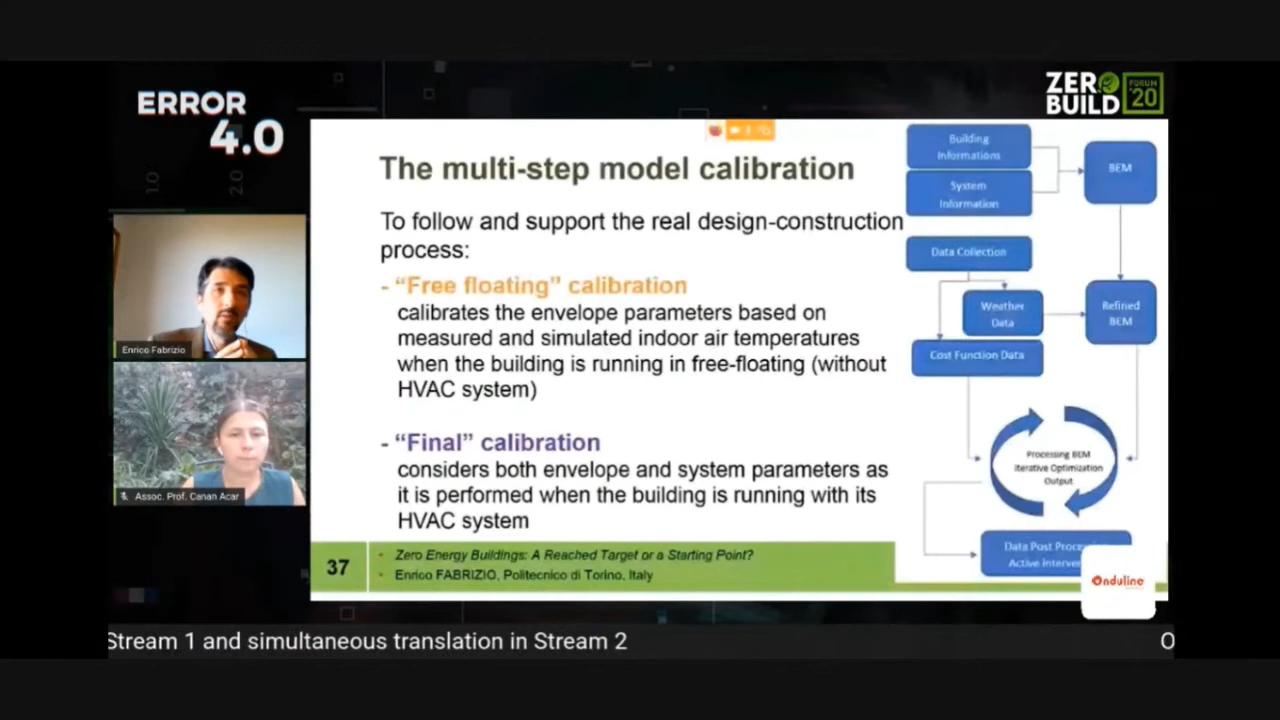 ERROR
4.0
ZERO
BUILD
FORUM
'20
1.0
2.0
The multi-step model calibration
To follow and support the real design-construction
process:
- “Free floating” calibration
calibrates the envelope parameters based on
measured and simulated indoor air temperatures
when the building is running in free-floating (without
HVAC system)
- “Final” calibration
considers both envelope and system parameters as
it is performed when the building is running with its
HVAC system
Building
Informations
System
Information
BEM
Data Collection
Weather
Data
Refined
BEM
Cost Function Data
Processing BEM
Iterative Optimization
Output
Data Post Proce
Active Interven
Onduline
37
• Zero Energy Buildings: A Reached Target or a Starting Point?
• Enrico FABRIZIO, Politecnico di Torino, Italy
Enrico Fabrizio
Assoc. Prof. Canan Acar
Stream 1 and simultaneous translation in Stream 2
O